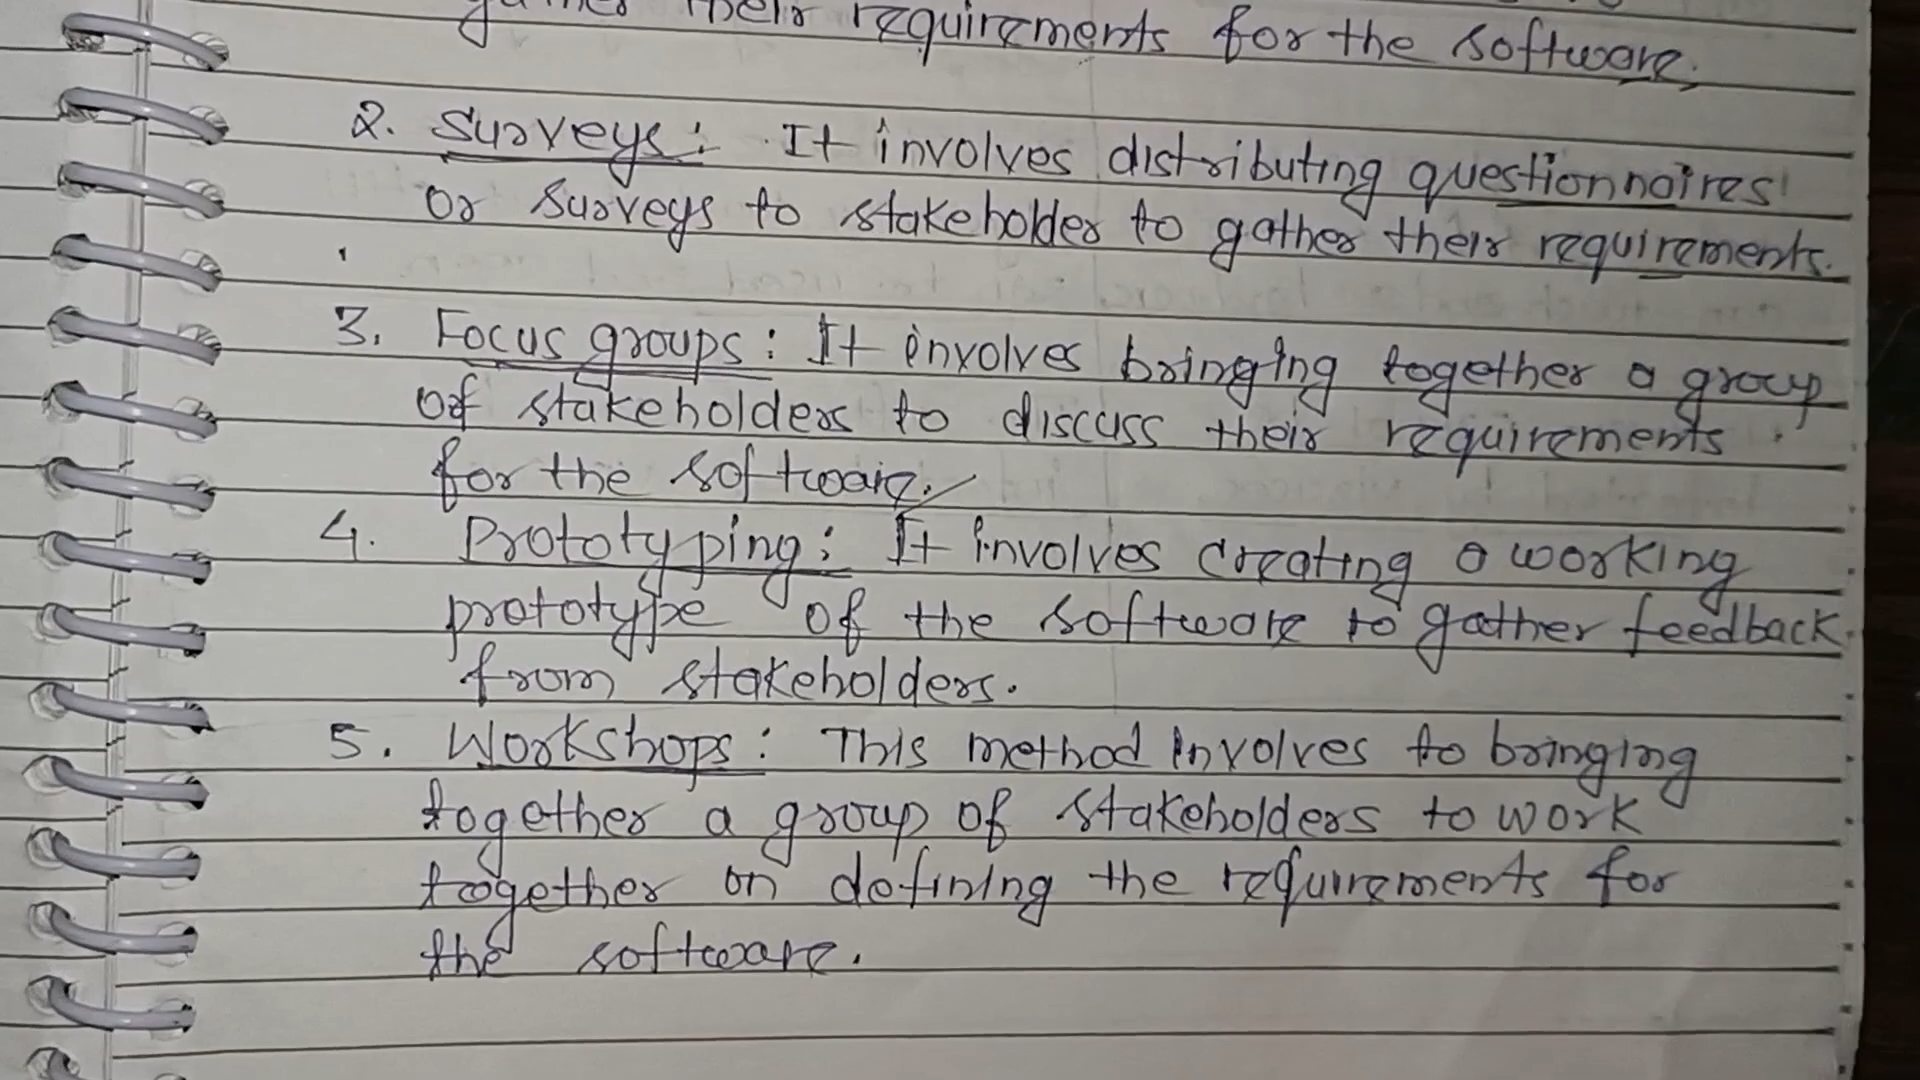 gather their requirements for the software.
2. Surveys: It involves distributing questionnaires
or surveys to stakeholder to gather their requirements.
3. Focus groups: It involves bringing together a group
of stakeholders to discuss their requirements
for the software.
4. Prototyping: It involves creating a working
prototype of the software to gather feedback
from stakeholders.
5. Workshops: This method involves to bringing
together a group of stakeholders to work
together on defining the requirements for
the software.